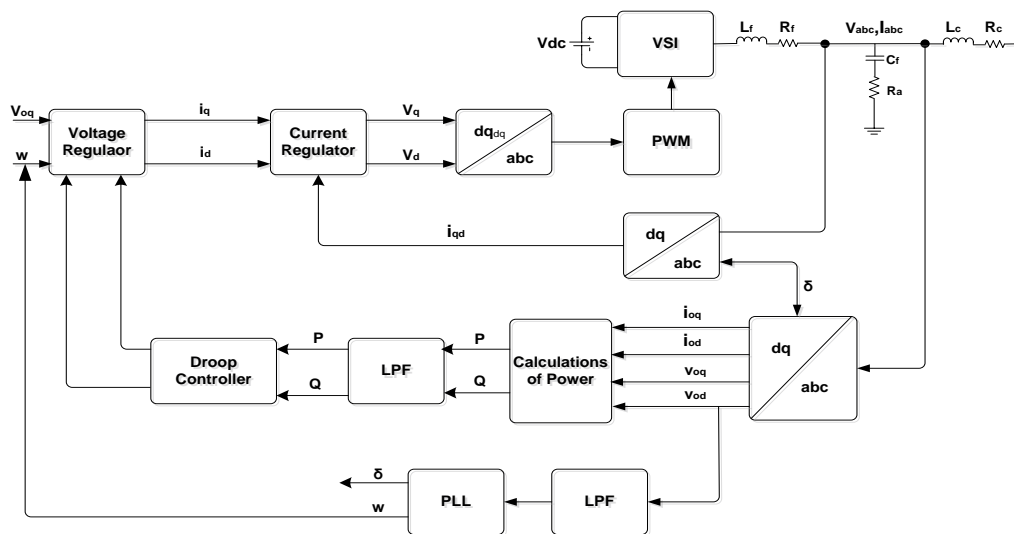 Lf
Rf
Vabc,Iabc
Lc
Rc
Vdc
+
-
VSI
Cf
Ra
Voq
w
Voltage
Regulaor
iq
id
Current
Regulator
Vq
Vd
dqdq
abc
PWM
iqd
dq
abc
δ
Droop
Controller
P
Q
LPF
P
Q
Calculations
of Power
ioq
iod
voq
vod
dq
abc
δ
w
PLL
LPF